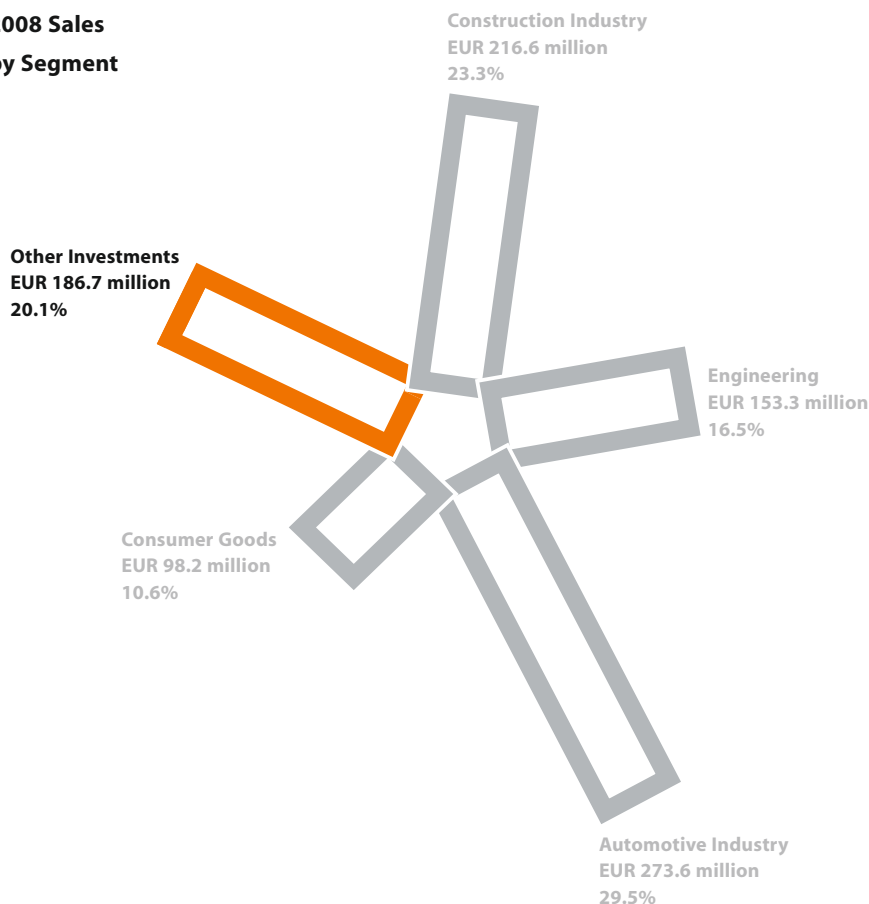 008 Sales
by Segment
Construction Industry
EUR 216.6 million
23.3%
Other Investments
EUR 186.7 million
20.1%
Engineering
EUR 153.3 million
16.5%
Consumer Goods
EUR 98.2 million
10.6%
Automotive Industry
EUR 273.6 million
29.5%